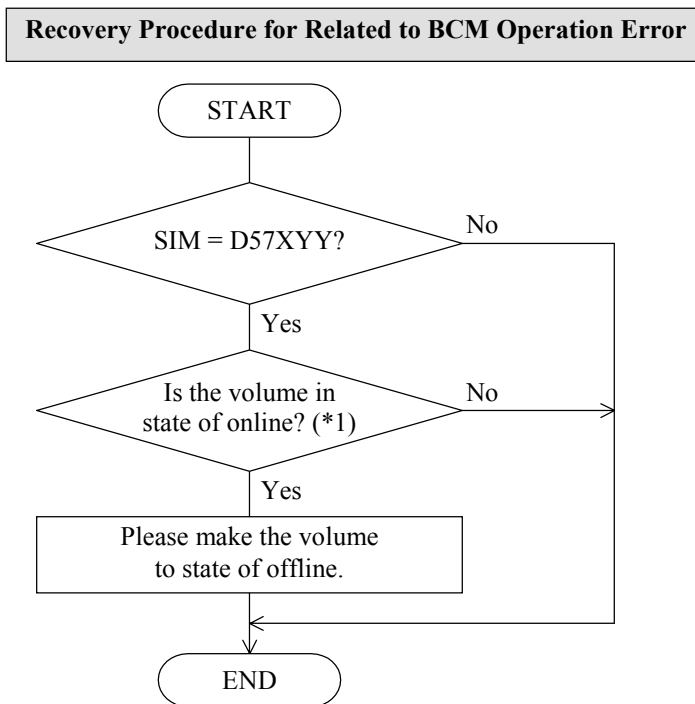 Recovery Procedure for Related to BCM Operation Error
START
SIM = D57XYY?
No
Yes
Is the volume in
state of online? (*1)
No
Yes
Please make the volume
to state of offline.
END